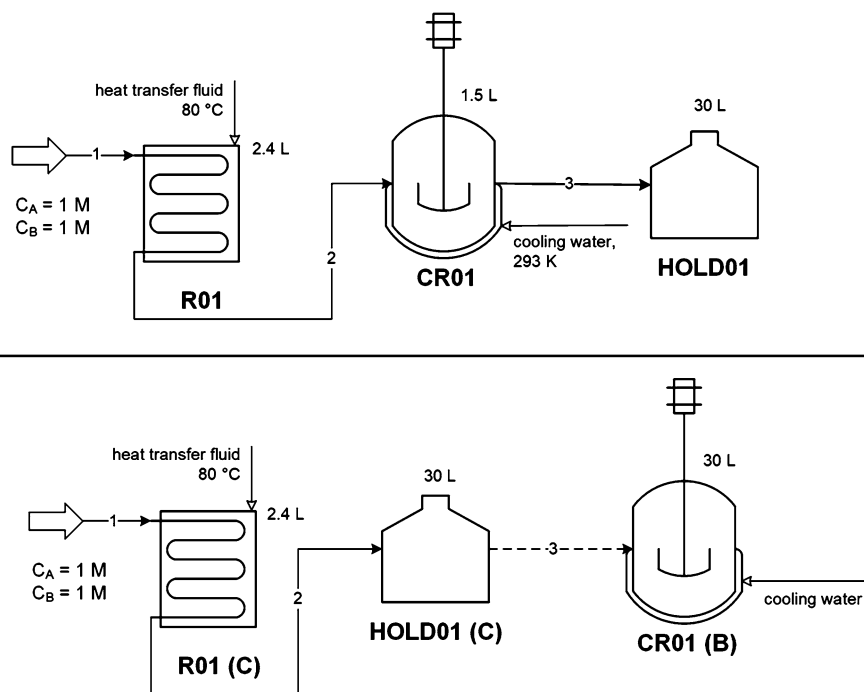 heat transfer fluid
80 °C
2.4 L
1
C_A = 1 M
C_B = 1 M
R01
2
1.5 L
cooling water,
293 K
CR01
3
30 L
HOLD01
heat transfer fluid
80 °C
2.4 L
1
C_A = 1 M
C_B = 1 M
R01 (C)
2
30 L
HOLD01 (C)
3
30 L
cooling water
CR01 (B)